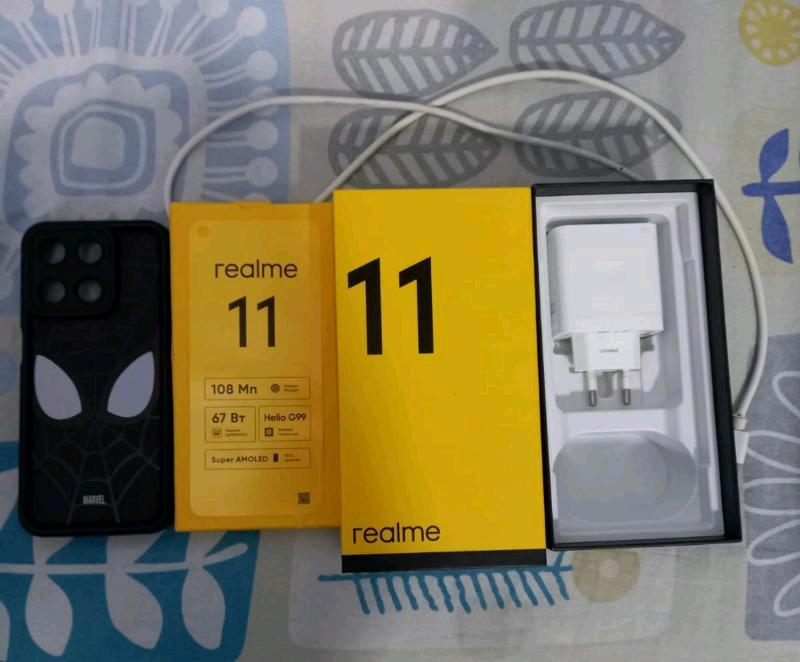 MARVEL
realme
11
108 Мп
67 Вт
Helio G99
Super AMOLED
11
realme